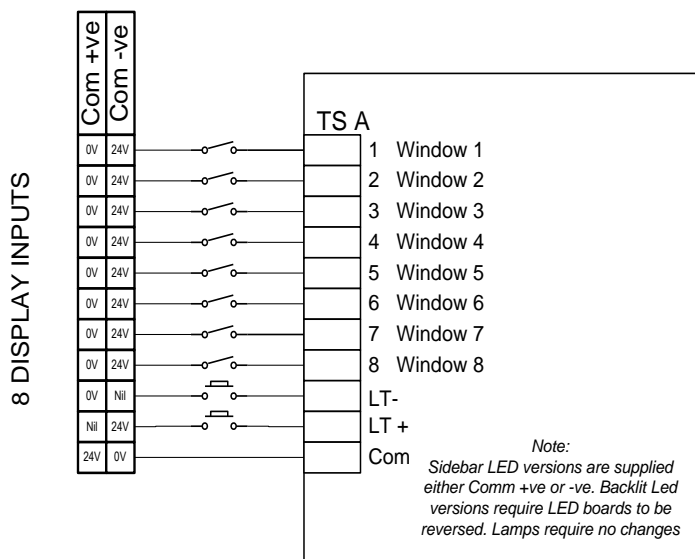 8 DISPLAY INPUTS
Com +ve Com -ve
TS A
0V 24V 1 Window 1
0V 24V 2 Window 2
0V 24V 3 Window 3
0V 24V 4 Window 4
0V 24V 5 Window 5
0V 24V 6 Window 6
0V 24V 7 Window 7
0V 24V 8 Window 8
0V Nil LT-
Nil 24V LT +
24V 0V Com
Note:
Sidebar LED versions are supplied
either Comm +ve or -ve. Backlit Led
versions require LED boards to be
reversed. Lamps require no changes